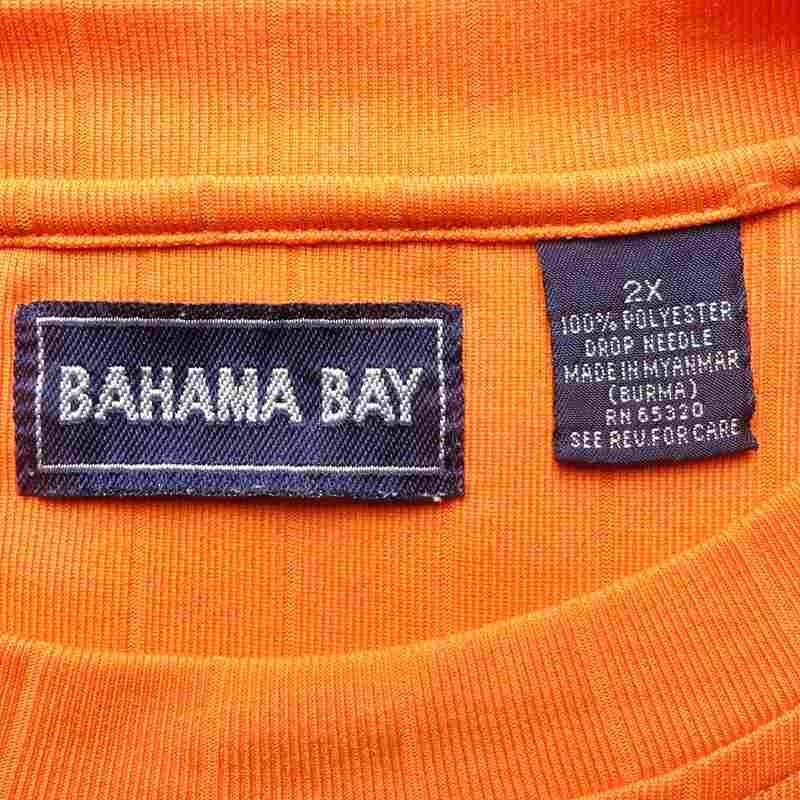 BAHAMA BAY
2X
100% POLYESTER
DROP NEEDLE
MADE IN MYANMAR
(BURMA)
RN 65320
SEE REV. FOR CARE